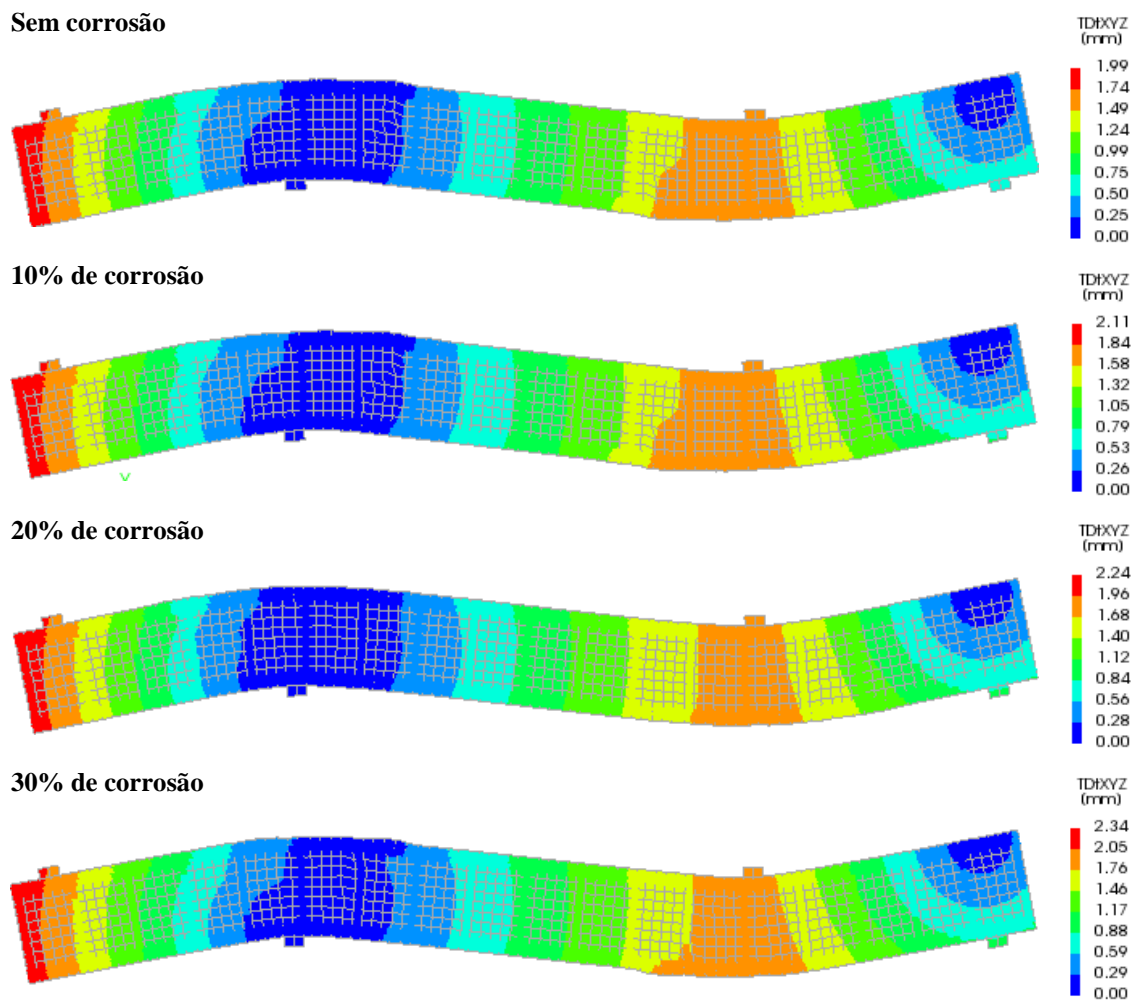 Sem corrosão
TDtXYZ
(mm)
1.99
1.74
1.49
1.24
0.99
0.75
0.50
0.25
0.00
10% de corrosão
TDtXYZ
(mm)
2.11
1.84
1.58
1.32
1.05
0.79
0.53
0.26
0.00
Y
20% de corrosão
TDtXYZ
(mm)
2.24
1.96
1.68
1.40
1.12
0.84
0.56
0.28
0.00
30% de corrosão
TDtXYZ
(mm)
2.34
2.05
1.76
1.46
1.17
0.88
0.59
0.29
0.00